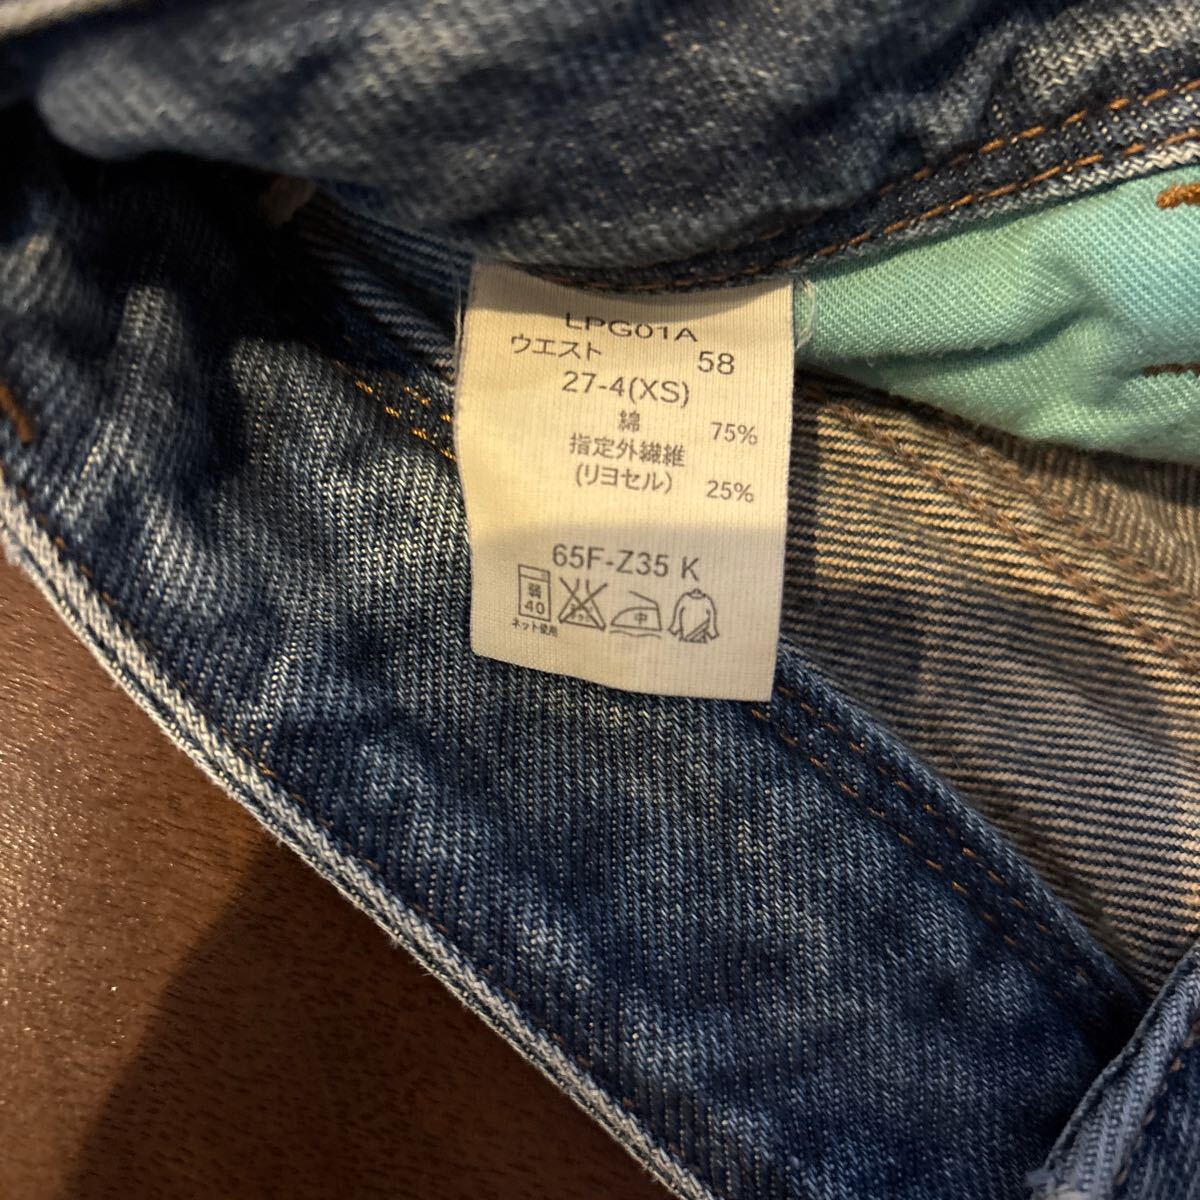 LPG01A
ウエスト 58
27-4(XS)
綿 75%
指定外繊維
(リヨセル) 25%
65F-Z35 K
弱
40
中
ネット使用